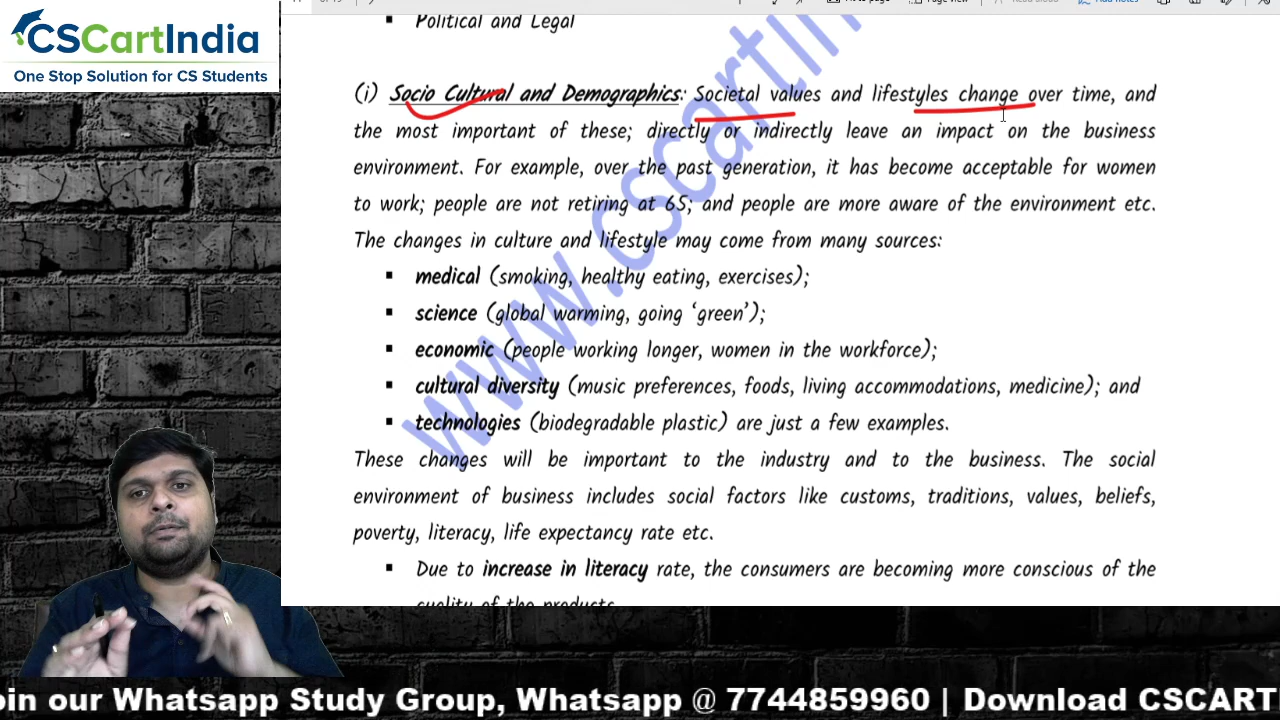 CSCartIndia
One Stop Solution for CS Students
▪ Political and Legal
(i) Socio Cultural and Demographics: Societal values and lifestyles change over time, and
the most important of these; directly or indirectly leave an impact on the business
environment. For example, over the past generation, it has become acceptable for women
to work; people are not retiring at 65; and people are more aware of the environment etc.
The changes in culture and lifestyle may come from many sources:
▪ medical (smoking, healthy eating, exercises);
▪ science (global warming, going ‘green’);
▪ economic (people working longer, women in the workforce);
▪ cultural diversity (music preferences, foods, living accommodations, medicine); and
▪ technologies (biodegradable plastic) are just a few examples.
These changes will be important to the industry and to the business. The social
environment of business includes social factors like customs, traditions, values, beliefs,
poverty, literacy, life expectancy rate etc.
▪ Due to increase in literacy rate, the consumers are becoming more conscious of the
quality of the products
www.cscartIn
oin our Whatsapp Study Group, Whatsapp @ 7744859960 | Download CSCART